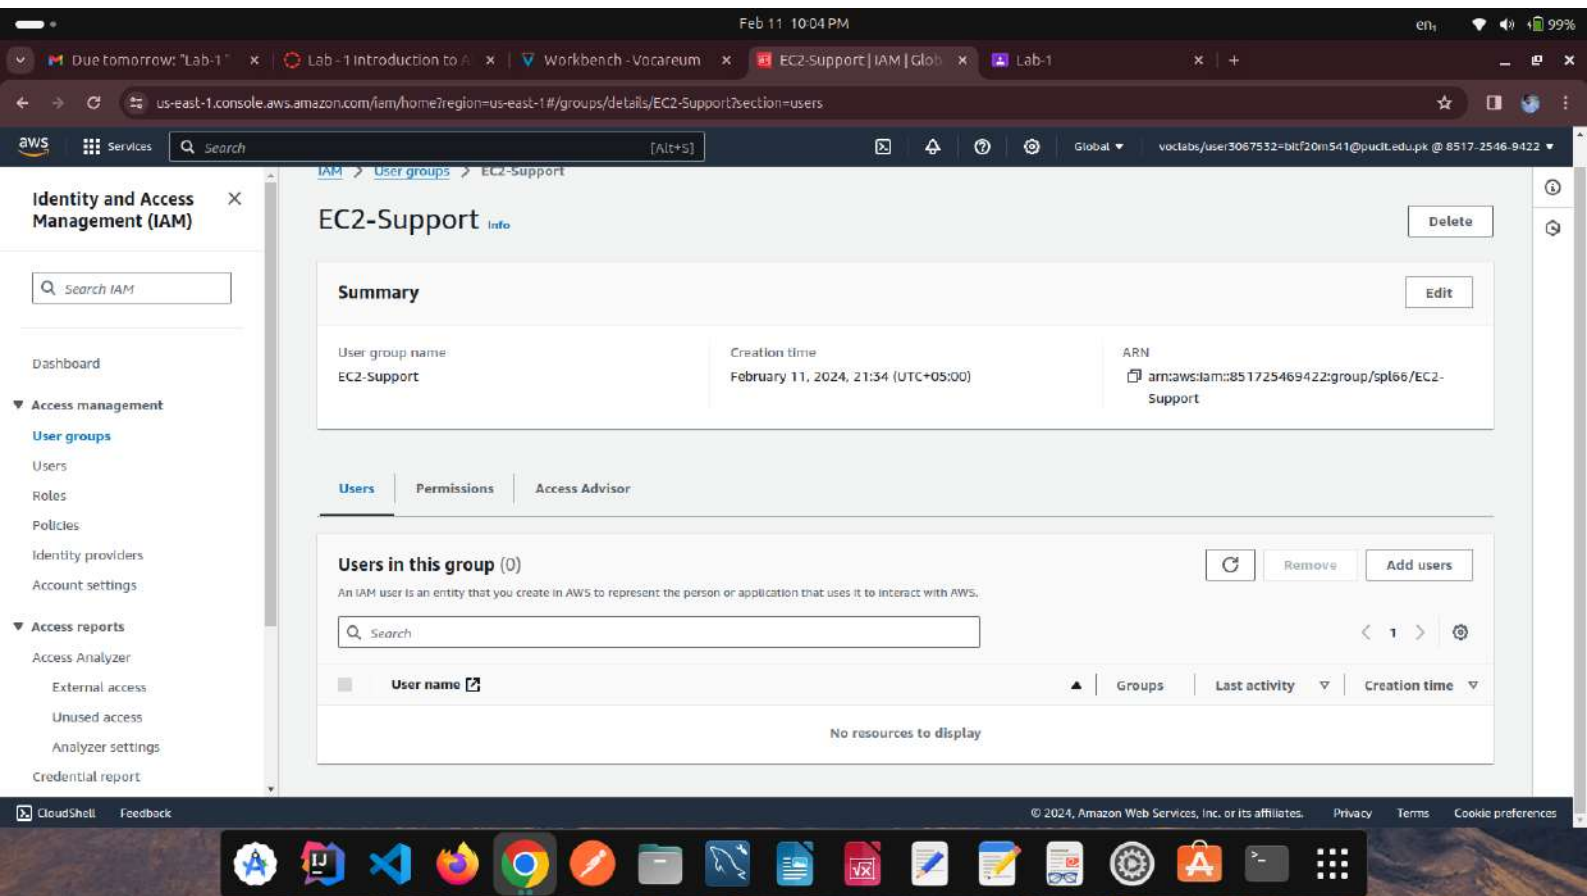 Feb 11 10:04 PM
en₁
99%
Due tomorrow: "Lab-1"
Lab - 1 Introduction to A
Workbench - Vocareum
EC2-Support | IAM | Glob
Lab-1
us-east-1.console.aws.amazon.com/iam/home?region=us-east-1#/groups/details/EC2-Support?section=users
aws
Services
Search
[Alt+S]
Global
voclabs/user3067532=bitf20m541@pucit.edu.pk @ 8517-2546-9422
Identity and Access
Management (IAM)
Search IAM
Dashboard
Access management
User groups
Users
Roles
Policies
Identity providers
Account settings
Access reports
Access Analyzer
External access
Unused access
Analyzer settings
Credential report
IAM > User groups > EC2-Support
EC2-Support Info
Delete
Summary
Edit
User group name
EC2-Support
Creation time
February 11, 2024, 21:34 (UTC+05:00)
ARN
arn:aws:iam::851725469422:group/spl66/EC2-
Support
Users
Permissions
Access Advisor
Users in this group (0)
Remove
Add users
An IAM user is an entity that you create in AWS to represent the person or application that uses it to interact with AWS.
Search
1
User name
Groups
Last activity
Creation time
No resources to display
CloudShell
Feedback
© 2024, Amazon Web Services, Inc. or its affiliates.
Privacy
Terms
Cookie preferences